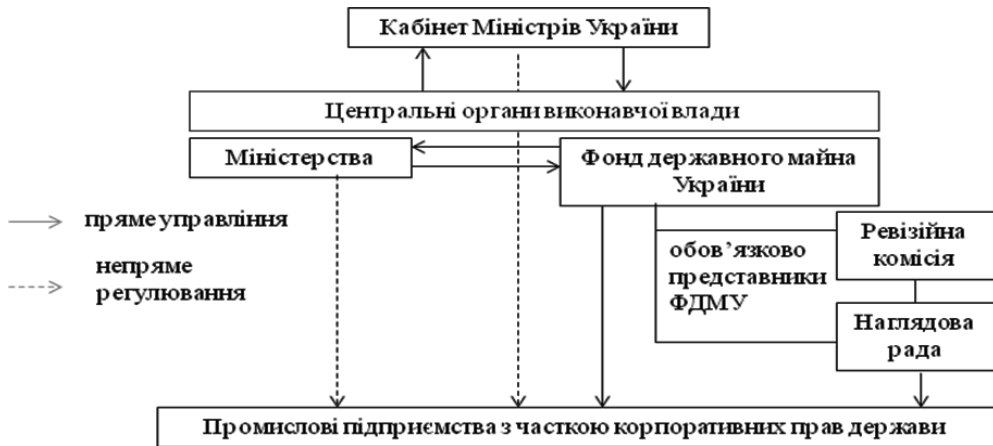 Кабінет Міністрів України
Центральні органи виконавчої влади
Міністерства
Фонд державного майна
України
пряме управління
непряме
регулювання
обов’язково
представники
ФДМУ
Ревізійна
комісія
Наглядова
рада
Промислові підприємства з часткою корпоративних прав держави